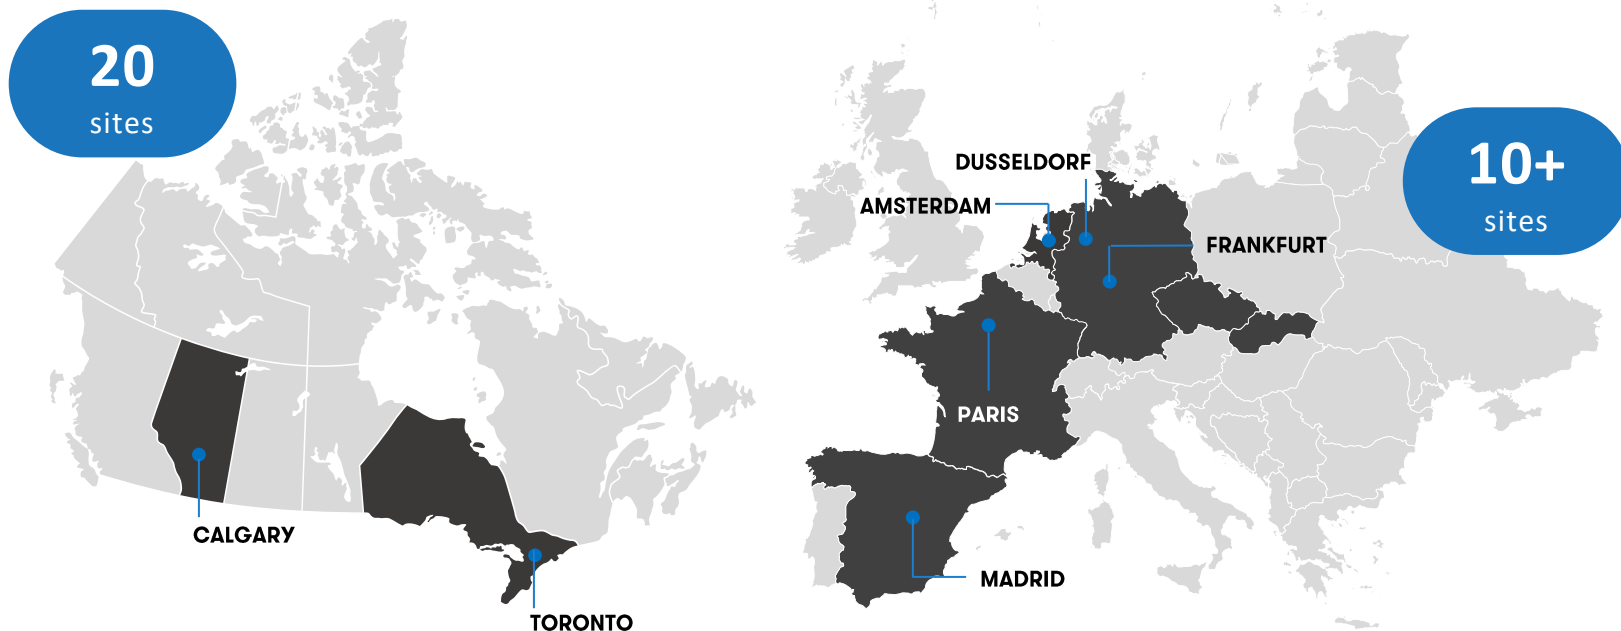 20
sites
CALGARY
TORONTO
DUSSELDORF
AMSTERDAM
FRANKFURT
PARIS
MADRID
10+
sites